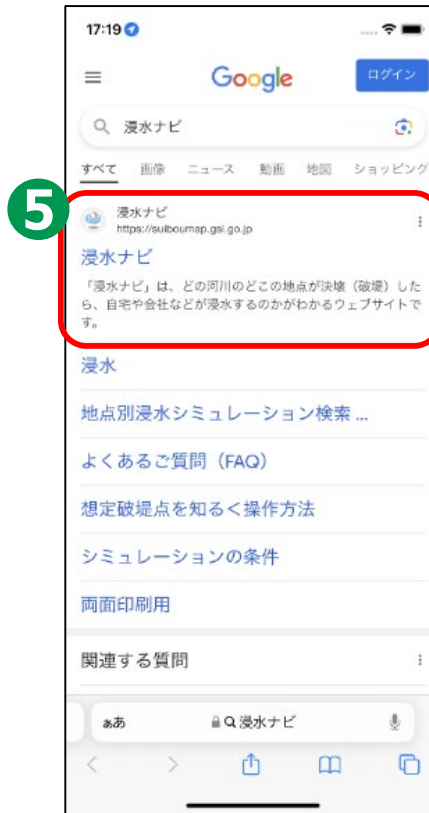 17:19
Google
ログイン
浸水ナビ
すべて 画像 ニュース 動画 地図 ショッピング
5
浸水ナビ
https://suiboumap.gsi.go.jp
浸水ナビ
「浸水ナビ」は、どの河川のどこの地点が決壊（破堤）した
ら、自宅や会社などが浸水するのかがわかるウェブサイトで
す。
浸水
地点別浸水シミュレーション検索 ...
よくあるご質問（FAQ）
想定破堤点を知るく操作方法
シミュレーションの条件
両面印刷用
関連する質問
ぁあ 浸水ナビ